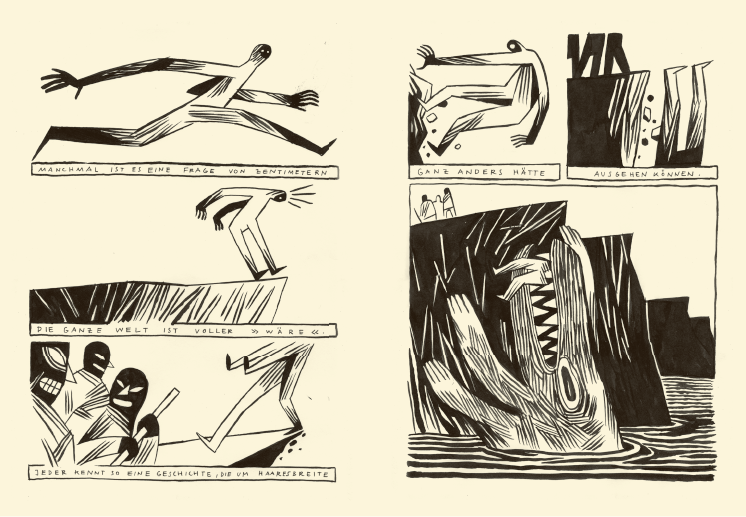 MANCHMAL IST ES EINE FRAGE VON ZENTIMETERN
DIE GANZE WELT IST VOLLER »WÄRE«.
JEDER KENNT SO EINE GESCHICHTE, DIE UM HAARESBREITE
GANZ ANDERS HÄTTE
AUSGEHEN KÖNNEN.